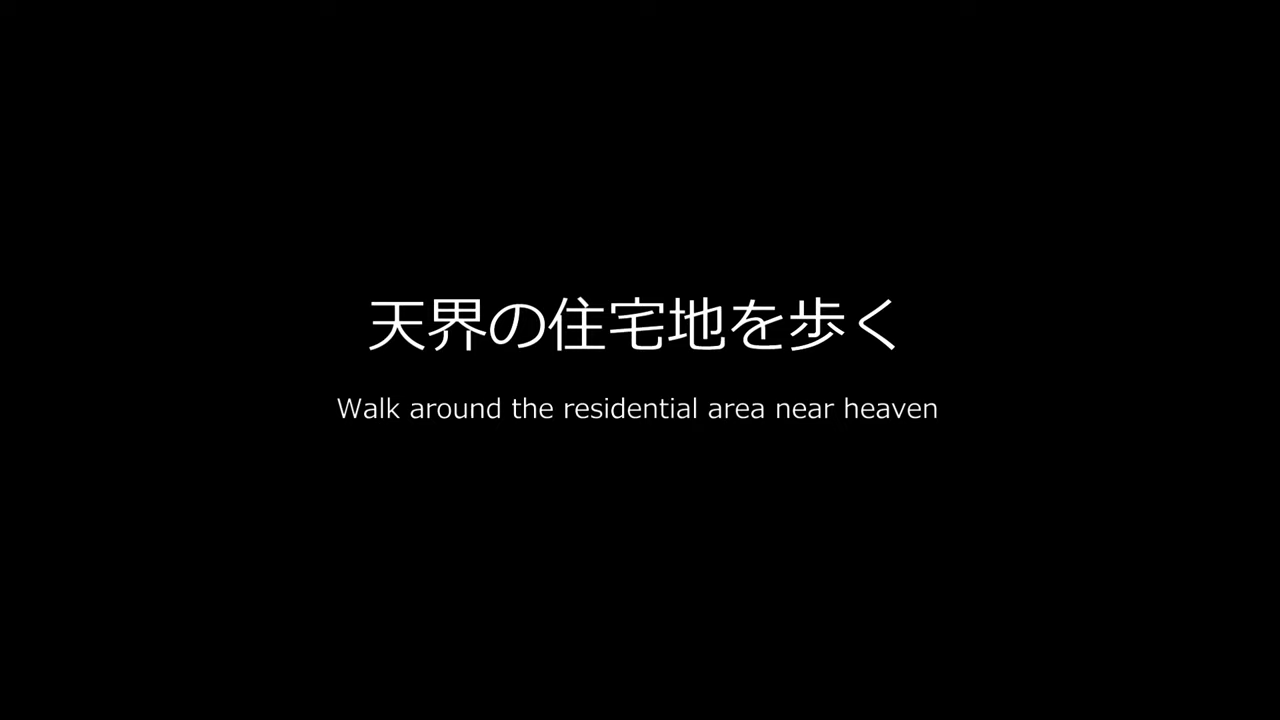 天界の住宅地を歩く
Walk around the residential area near heaven